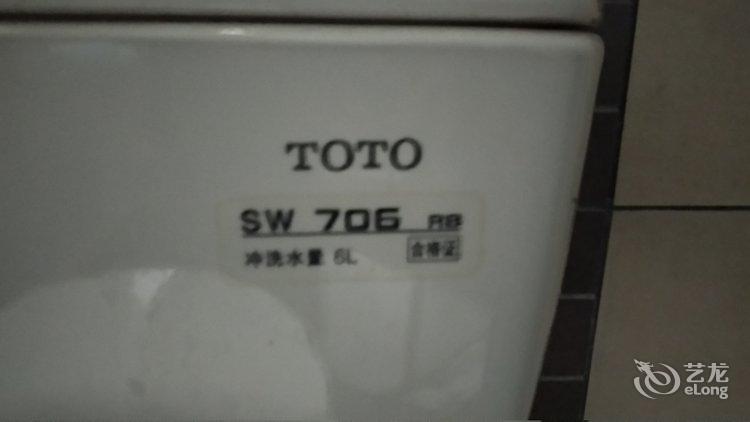 TOTO
SW 706 RB
冲洗水量 6L
合格证
艺龙
eLong